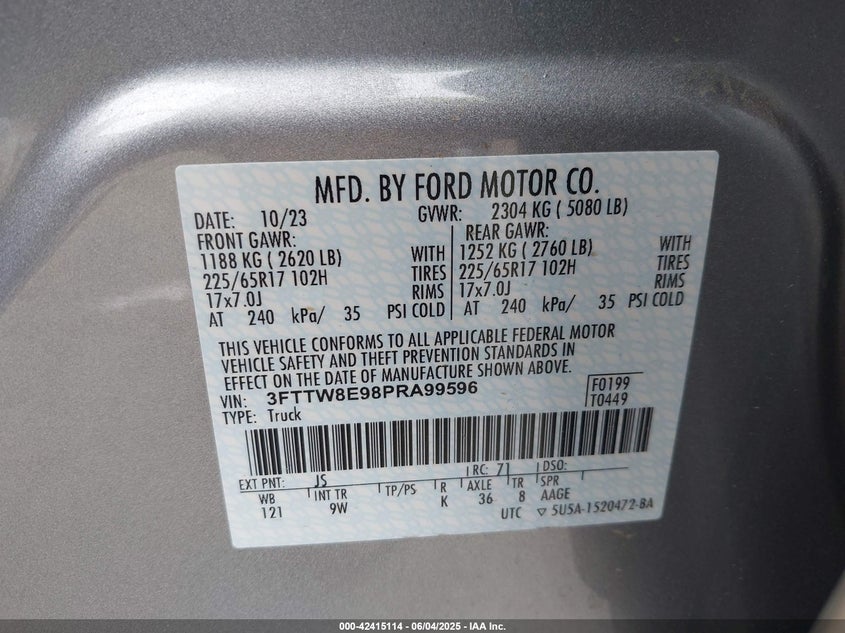 MFD. BY FORD MOTOR CO.
DATE: 10/23 GVWR: 2304 KG ( 5080 LB)
FRONT GAWR: REAR GAWR:
1188 KG ( 2620 LB) WITH 1252 KG ( 2760 LB) WITH
225/65R17 102H TIRES 225/65R17 102H TIRES
17x7.0J RIMS 17x7.0J RIMS
AT 240 kPa/ 35 PSI COLD AT 240 kPa/ 35 PSI COLD
THIS VEHICLE CONFORMS TO ALL APPLICABLE FEDERAL MOTOR
VEHICLE SAFETY AND THEFT PREVENTION STANDARDS IN
EFFECT ON THE DATE OF MANUFACTURE SHOWN ABOVE.
VIN: 3FTTW8E98PRA99596 F0199
TYPE: Truck T0449
EXT PNT: JS RC: 71 DSO:
WB INT TR TP/PS R AXLE TR SPR
121 9W K 36 8 AAGE
UTC ▽ 5U5A-1520472-BA
000-42415114 | 06/04/2025 - IAA Inc.